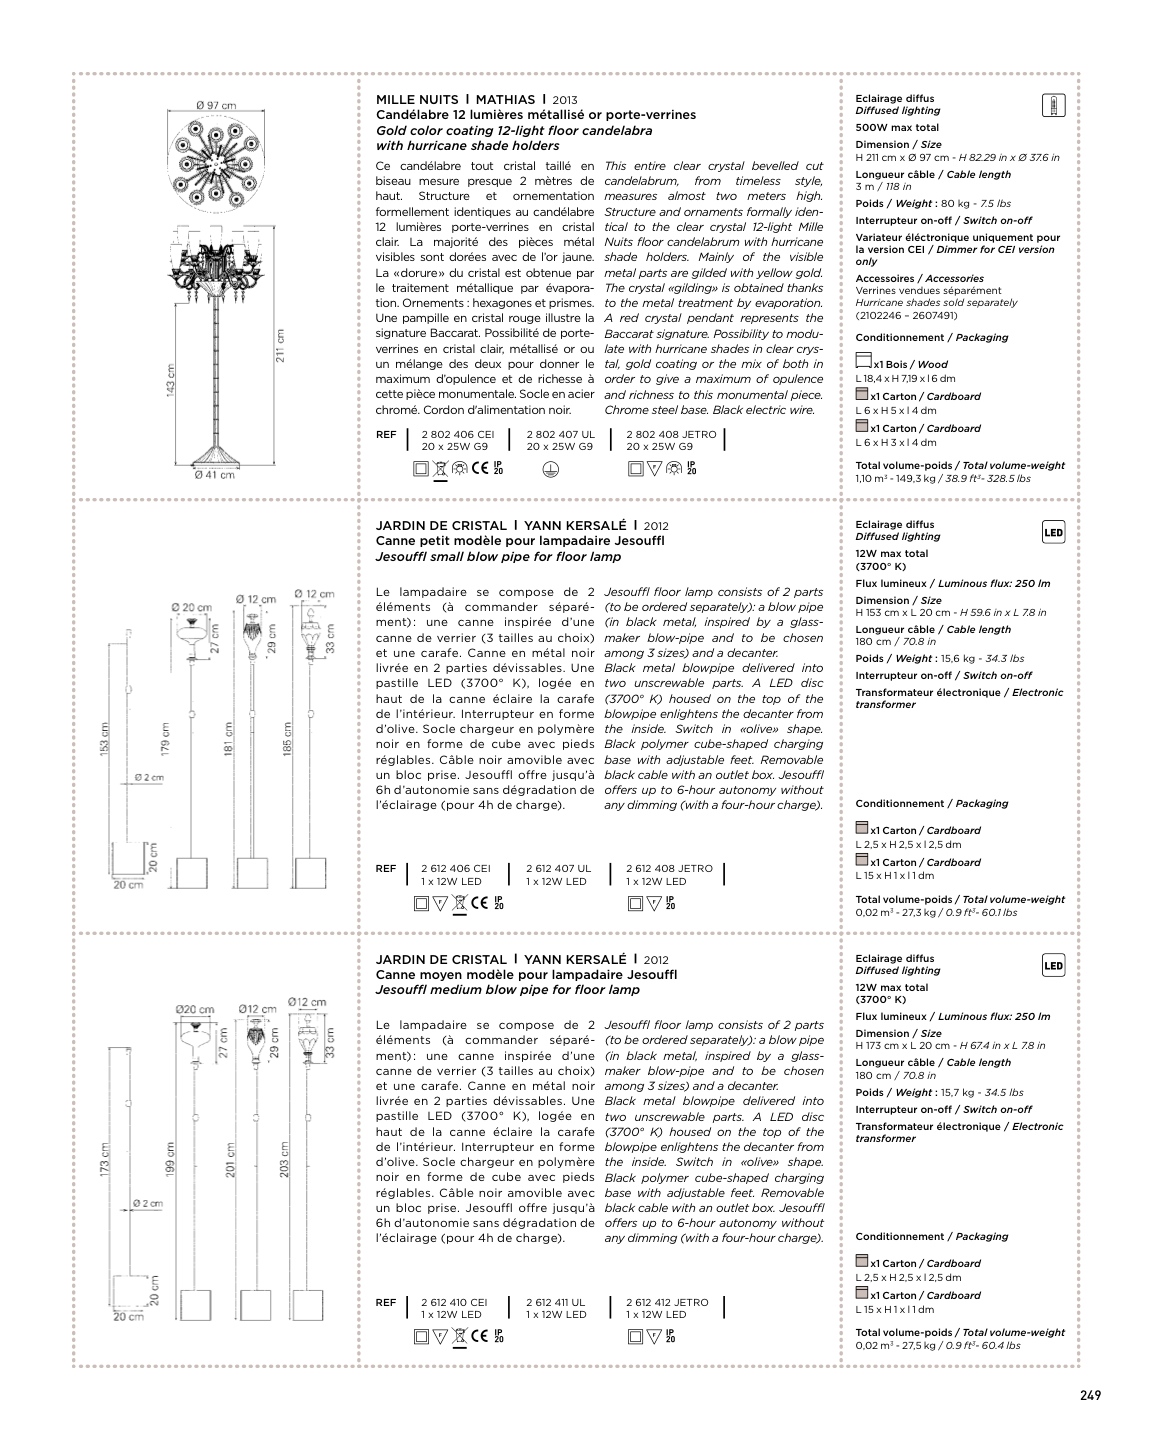 Ø 97 cm
211 cm
143 cm
Ø 41 cm
MILLE NUITS I MATHIAS I 2013
Candélabre 12 lumières métallisé or porte-verrines
Gold color coating 12-light floor candelabra
with hurricane shade holders
Ce candélabre tout cristal taillé en
biseau mesure presque 2 mètres de
haut. Structure et ornementation
formellement identiques au candélabre
12 lumières porte-verrines en cristal
clair. La majorité des pièces métal
visibles sont dorées avec de l'or jaune.
La «dorure» du cristal est obtenue par
le traitement métallique par évapora-
tion. Ornements : hexagones et prismes.
Une pampille en cristal rouge illustre la
signature Baccarat. Possibilité de porte-
verrines en cristal clair, métallisé or ou
un mélange des deux pour donner le
maximum d'opulence et de richesse à
cette pièce monumentale. Socle en acier
chromé. Cordon d'alimentation noir.
This entire clear crystal bevelled cut
candelabrum, from timeless style,
measures almost two meters high.
Structure and ornaments formally iden-
tical to the clear crystal 12-light Mille
Nuits floor candelabrum with hurricane
shade holders. Mainly of the visible
metal parts are gilded with yellow gold.
The crystal «gilding» is obtained thanks
to the metal treatment by evaporation.
A red crystal pendant represents the
Baccarat signature. Possibility to modu-
late with hurricane shades in clear crys-
tal, gold coating or the mix of both in
order to give a maximum of opulence
and richness to this monumental piece.
Chrome steel base. Black electric wire.
REF
2 802 406 CEI
20 x 25W G9
2 802 407 UL
20 x 25W G9
2 802 408 JETRO
20 x 25W G9
F CE IP 20
F IP 20
Eclairage diffus
Diffused lighting
500W max total
Dimension / Size
H 211 cm x Ø 97 cm - H 82.29 in x Ø 37.6 in
Longueur câble / Cable length
3 m / 118 in
Poids / Weight : 80 kg - 7.5 lbs
Interrupteur on-off / Switch on-off
Variateur éléctronique uniquement pour
la version CEI / Dimmer for CEI version
only
Accessoires / Accessories
Verrines vendues séparément
Hurricane shades sold separately
(2102246 – 2607491)
Conditionnement / Packaging
x1 Bois / Wood
L 18,4 x H 7,19 x l 6 dm
x1 Carton / Cardboard
L 6 x H 5 x l 4 dm
x1 Carton / Cardboard
L 6 x H 3 x l 4 dm
Total volume-poids / Total volume-weight
1,10 m³ - 149,3 kg / 38.9 ft³- 328.5 lbs
Ø 20 cm
Ø 12 cm
Ø 12 cm
27 cm
29 cm
33 cm
153 cm
179 cm
181 cm
185 cm
Ø 2 cm
20 cm
20 cm
JARDIN DE CRISTAL I YANN KERSALÉ I 2012
Canne petit modèle pour lampadaire Jesouffl
Jesouffl small blow pipe for floor lamp
Le lampadaire se compose de 2
éléments (à commander séparé-
ment) : une canne inspirée d'une
canne de verrier (3 tailles au choix)
et une carafe. Canne en métal noir
livrée en 2 parties dévissables. Une
pastille LED (3700° K), logée en
haut de la canne éclaire la carafe
de l'intérieur. Interrupteur en forme
d'olive. Socle chargeur en polymère
noir en forme de cube avec pieds
réglables. Câble noir amovible avec
un bloc prise. Jesouffl offre jusqu'à
6h d'autonomie sans dégradation de
l'éclairage (pour 4h de charge).
Jesouffl floor lamp consists of 2 parts
(to be ordered separately): a blow pipe
(in black metal, inspired by a glass-
maker blow-pipe and to be chosen
among 3 sizes) and a decanter.
Black metal blowpipe delivered into
two unscrewable parts. A LED disc
(3700° K) housed on the top of the
blowpipe enlightens the decanter from
the inside. Switch in «olive» shape.
Black polymer cube-shaped charging
base with adjustable feet. Removable
black cable with an outlet box. Jesouffl
offers up to 6-hour autonomy without
any dimming (with a four-hour charge).
REF
2 612 406 CEI
1 x 12W LED
2 612 407 UL
1 x 12W LED
2 612 408 JETRO
1 x 12W LED
F CE IP 20
F IP 20
Eclairage diffus
Diffused lighting
LED
12W max total
(3700° K)
Flux lumineux / Luminous flux: 250 lm
Dimension / Size
H 153 cm x L 20 cm - H 59.6 in x L 7.8 in
Longueur câble / Cable length
180 cm / 70.8 in
Poids / Weight : 15,6 kg - 34.3 lbs
Interrupteur on-off / Switch on-off
Transformateur électronique / Electronic
transformer
Conditionnement / Packaging
x1 Carton / Cardboard
L 2,5 x H 2,5 x l 2,5 dm
x1 Carton / Cardboard
L 15 x H 1 x l 1 dm
Total volume-poids / Total volume-weight
0,02 m³ - 27,3 kg / 0.9 ft³- 60.1 lbs
Ø20 cm
Ø12 cm
Ø12 cm
27 cm
29 cm
33 cm
173 cm
199 cm
201 cm
203 cm
Ø 2 cm
20 cm
20 cm
JARDIN DE CRISTAL I YANN KERSALÉ I 2012
Canne moyen modèle pour lampadaire Jesouffl
Jesouffl medium blow pipe for floor lamp
Le lampadaire se compose de 2
éléments (à commander séparé-
ment) : une canne inspirée d'une
canne de verrier (3 tailles au choix)
et une carafe. Canne en métal noir
livrée en 2 parties dévissables. Une
pastille LED (3700° K), logée en
haut de la canne éclaire la carafe
de l'intérieur. Interrupteur en forme
d'olive. Socle chargeur en polymère
noir en forme de cube avec pieds
réglables. Câble noir amovible avec
un bloc prise. Jesouffl offre jusqu'à
6h d'autonomie sans dégradation de
l'éclairage (pour 4h de charge).
Jesouffl floor lamp consists of 2 parts
(to be ordered separately): a blow pipe
(in black metal, inspired by a glass-
maker blow-pipe and to be chosen
among 3 sizes) and a decanter.
Black metal blowpipe delivered into
two unscrewable parts. A LED disc
(3700° K) housed on the top of the
blowpipe enlightens the decanter from
the inside. Switch in «olive» shape.
Black polymer cube-shaped charging
base with adjustable feet. Removable
black cable with an outlet box. Jesouffl
offers up to 6-hour autonomy without
any dimming (with a four-hour charge).
REF
2 612 410 CEI
1 x 12W LED
2 612 411 UL
1 x 12W LED
2 612 412 JETRO
1 x 12W LED
F CE IP 20
F IP 20
Eclairage diffus
Diffused lighting
LED
12W max total
(3700° K)
Flux lumineux / Luminous flux: 250 lm
Dimension / Size
H 173 cm x L 20 cm - H 67.4 in x L 7.8 in
Longueur câble / Cable length
180 cm / 70.8 in
Poids / Weight : 15,7 kg - 34.5 lbs
Interrupteur on-off / Switch on-off
Transformateur électronique / Electronic
transformer
Conditionnement / Packaging
x1 Carton / Cardboard
L 2,5 x H 2,5 x l 2,5 dm
x1 Carton / Cardboard
L 15 x H 1 x l 1 dm
Total volume-poids / Total volume-weight
0,02 m³ - 27,5 kg / 0.9 ft³- 60.4 lbs
249